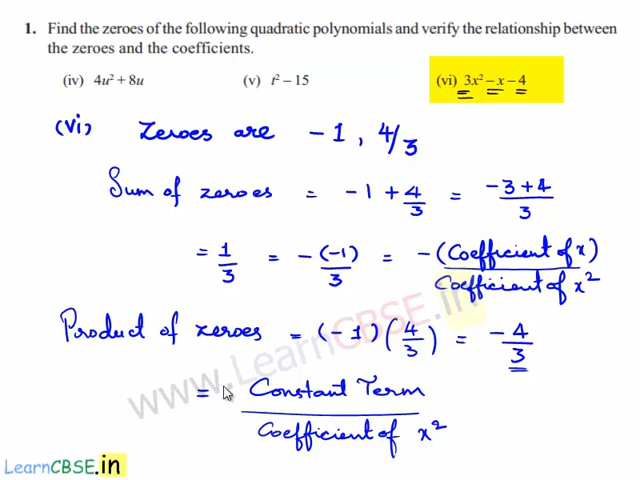 1. Find the zeroes of the following quadratic polynomials and verify the relationship between
the zeroes and the coefficients.
(iv) 4u² + 8u (v) t² – 15 (vi) 3x² – x – 4
(vi) Zeroes are -1, 4/3
Sum of zeroes = -1 + 4/3 = (-3+4)/3
= 1/3 = -(-1)/3 = -(Coefficient of x)/Coefficient of x²
Product of zeroes = (-1)(4/3) = -4/3
= Constant Term/Coefficient of x²
www.LearnCBSE.in
LearnCBSE.in